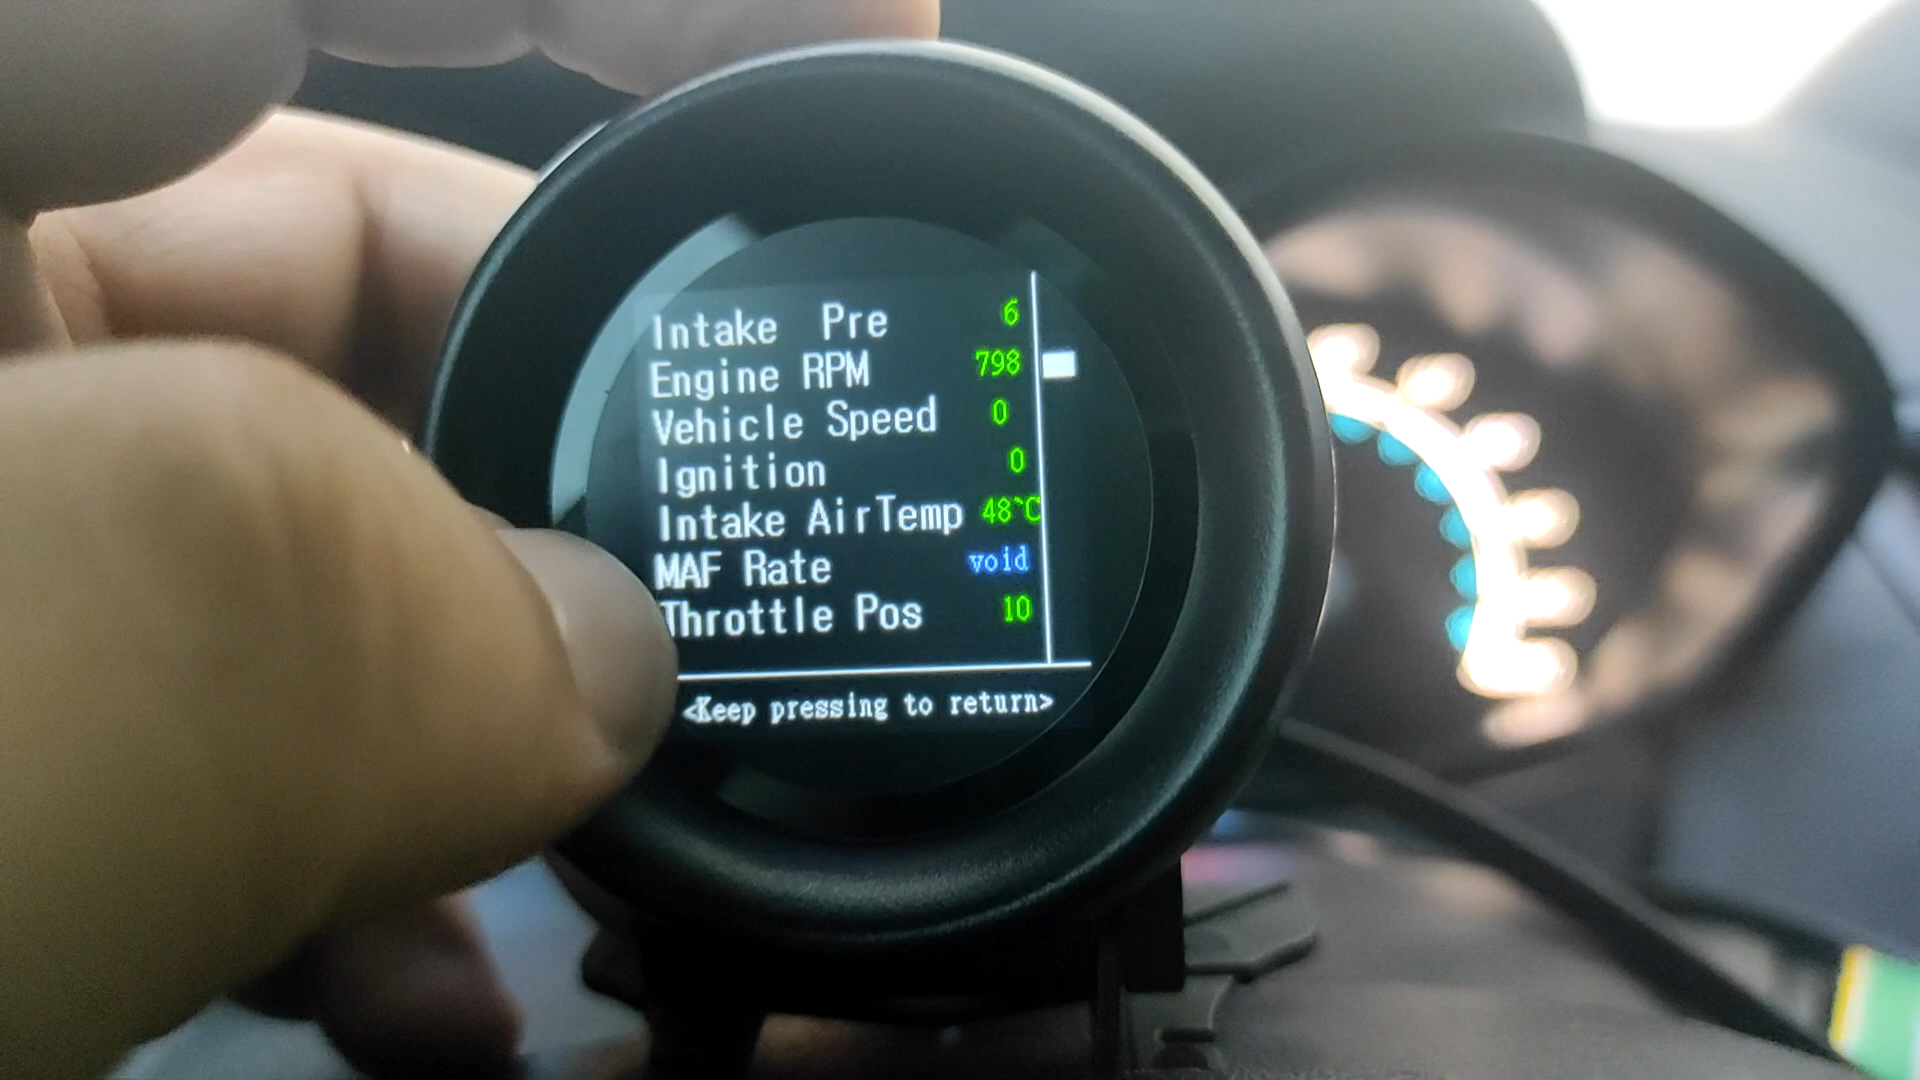 Intake Pre 6
Engine RPM 798
Vehicle Speed 0
Ignition 0
Intake AirTemp 48`C
MAF Rate void
Throttle Pos 10
<Keep pressing to return>